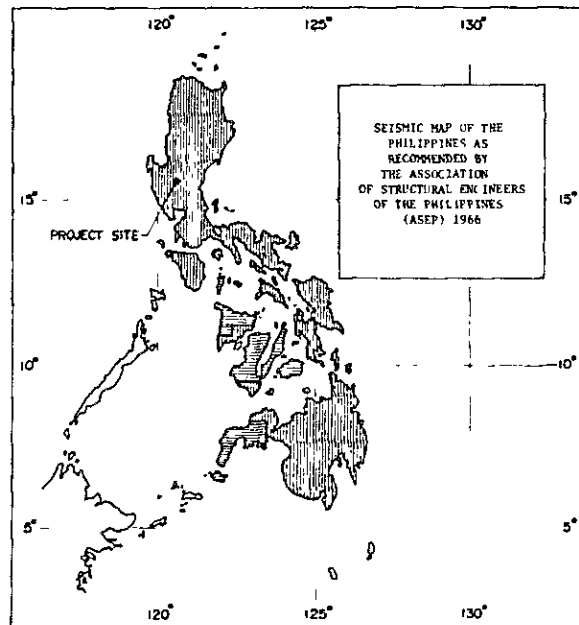 120°
125°
130°
SEISMIC MAP OF THE
PHILIPPINES AS
RECOMMENDED BY
THE ASSOCIATION
OF STRUCTURAL ENGINEERS
OF THE PHILIPPINES
(ASEP) 1966
15°
15°
PROJECT SITE
10°
10°
5°
5°
120°
125°
130°